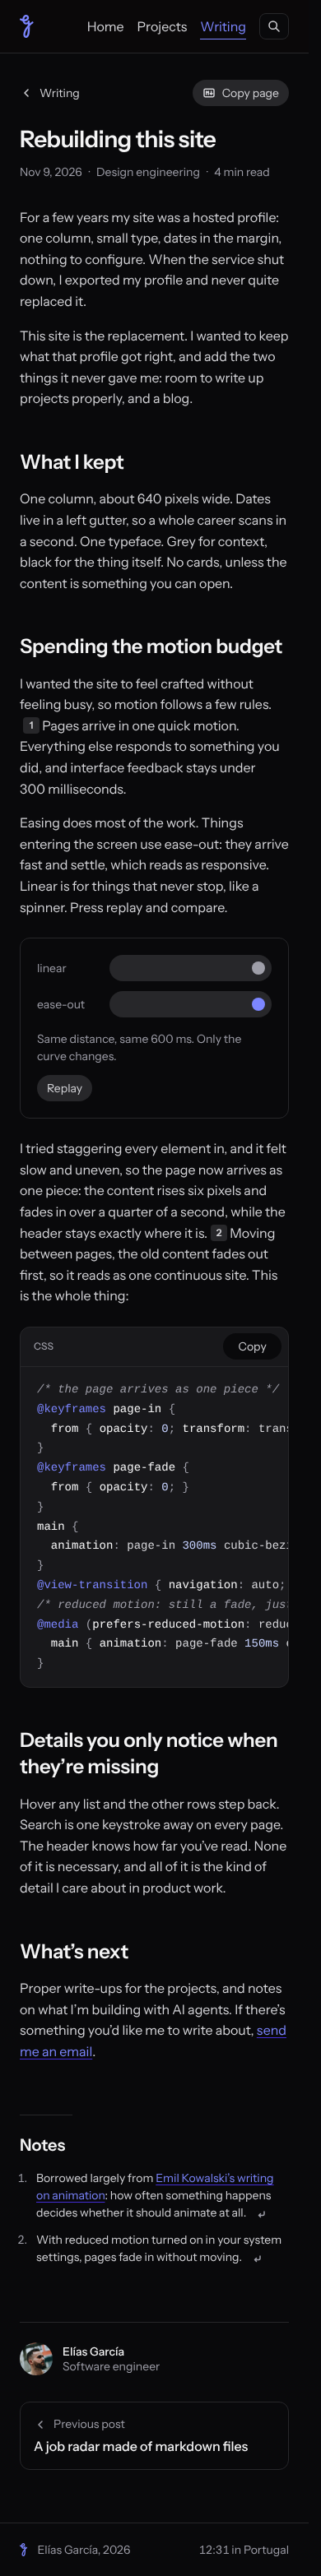 Home Projects Writing
Writing Copy page
Rebuilding this site
Nov 9, 2026 · Design engineering · 4 min read
For a few years my site was a hosted profile:
one column, small type, dates in the margin,
nothing to configure. When the service shut
down, I exported my profile and never quite
replaced it.
This site is the replacement. I wanted to keep
what that profile got right, and add the two
things it never gave me: room to write up
projects properly, and a blog.
What I kept
One column, about 640 pixels wide. Dates
live in a left gutter, so a whole career scans in
a second. One typeface. Grey for context,
black for the thing itself. No cards, unless the
content is something you can open.
Spending the motion budget
I wanted the site to feel crafted without
feeling busy, so motion follows a few rules.
1 Pages arrive in one quick motion.
Everything else responds to something you
did, and interface feedback stays under
300 milliseconds.
Easing does most of the work. Things
entering the screen use ease-out: they arrive
fast and settle, which reads as responsive.
Linear is for things that never stop, like a
spinner. Press replay and compare.
linear
ease-out
Same distance, same 600 ms. Only the
curve changes.
Replay
I tried staggering every element in, and it felt
slow and uneven, so the page now arrives as
one piece: the content rises six pixels and
fades in over a quarter of a second, while the
header stays exactly where it is. 2 Moving
between pages, the old content fades out
first, so it reads as one continuous site. This
is the whole thing:
CSS Copy
/* the page arrives as one piece */
@keyframes page-in {
from { opacity: 0; transform: trans
}
@keyframes page-fade {
from { opacity: 0; }
}
main {
animation: page-in 300ms cubic-bezi
}
@view-transition { navigation: auto;
/* reduced motion: still a fade, jus
@media (prefers-reduced-motion: reduc
main { animation: page-fade 150ms
}
Details you only notice when
they’re missing
Hover any list and the other rows step back.
Search is one keystroke away on every page.
The header knows how far you’ve read. None
of it is necessary, and all of it is the kind of
detail I care about in product work.
What’s next
Proper write-ups for the projects, and notes
on what I’m building with AI agents. If there’s
something you’d like me to write about, send
me an email.
Notes
1. Borrowed largely from Emil Kowalski’s writing
on animation: how often something happens
decides whether it should animate at all. ↵
2. With reduced motion turned on in your system
settings, pages fade in without moving. ↵
Elías García
Software engineer
Previous post
A job radar made of markdown files
Elías García, 2026 12:31 in Portugal